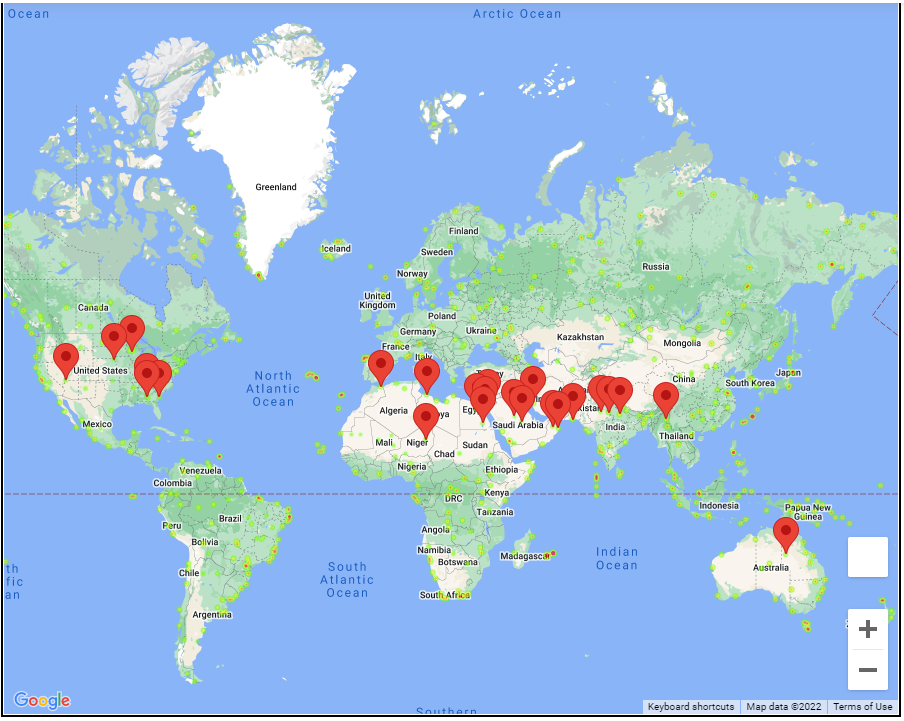 Ocean
Arctic Ocean
Greenland
Iceland
Finland
Sweden
Norway
Russia
United
Kingdom
Canada
Poland
Germany
Ukraine
Kazakhstan
France
Italy
Mongolia
United States
North
Atlantic
Ocean
China
Japan
South Korea
Algeria
Saudi Arabia
Mexico
India
Mali
Niger
Sudan
Chad
Thailand
Nigeria
Ethiopia
Venezuela
Colombia
DRC
Kenya
Indonesia
Papua New
Guinea
Tanzania
Peru
Brazil
Angola
Bolivia
Namibia
Botswana
Madagascar
Indian
Ocean
Australia
South
Atlantic
Ocean
Chile
South Africa
Argentina
Google
Southern
Keyboard shortcuts
Map data ©2022
Terms of Use